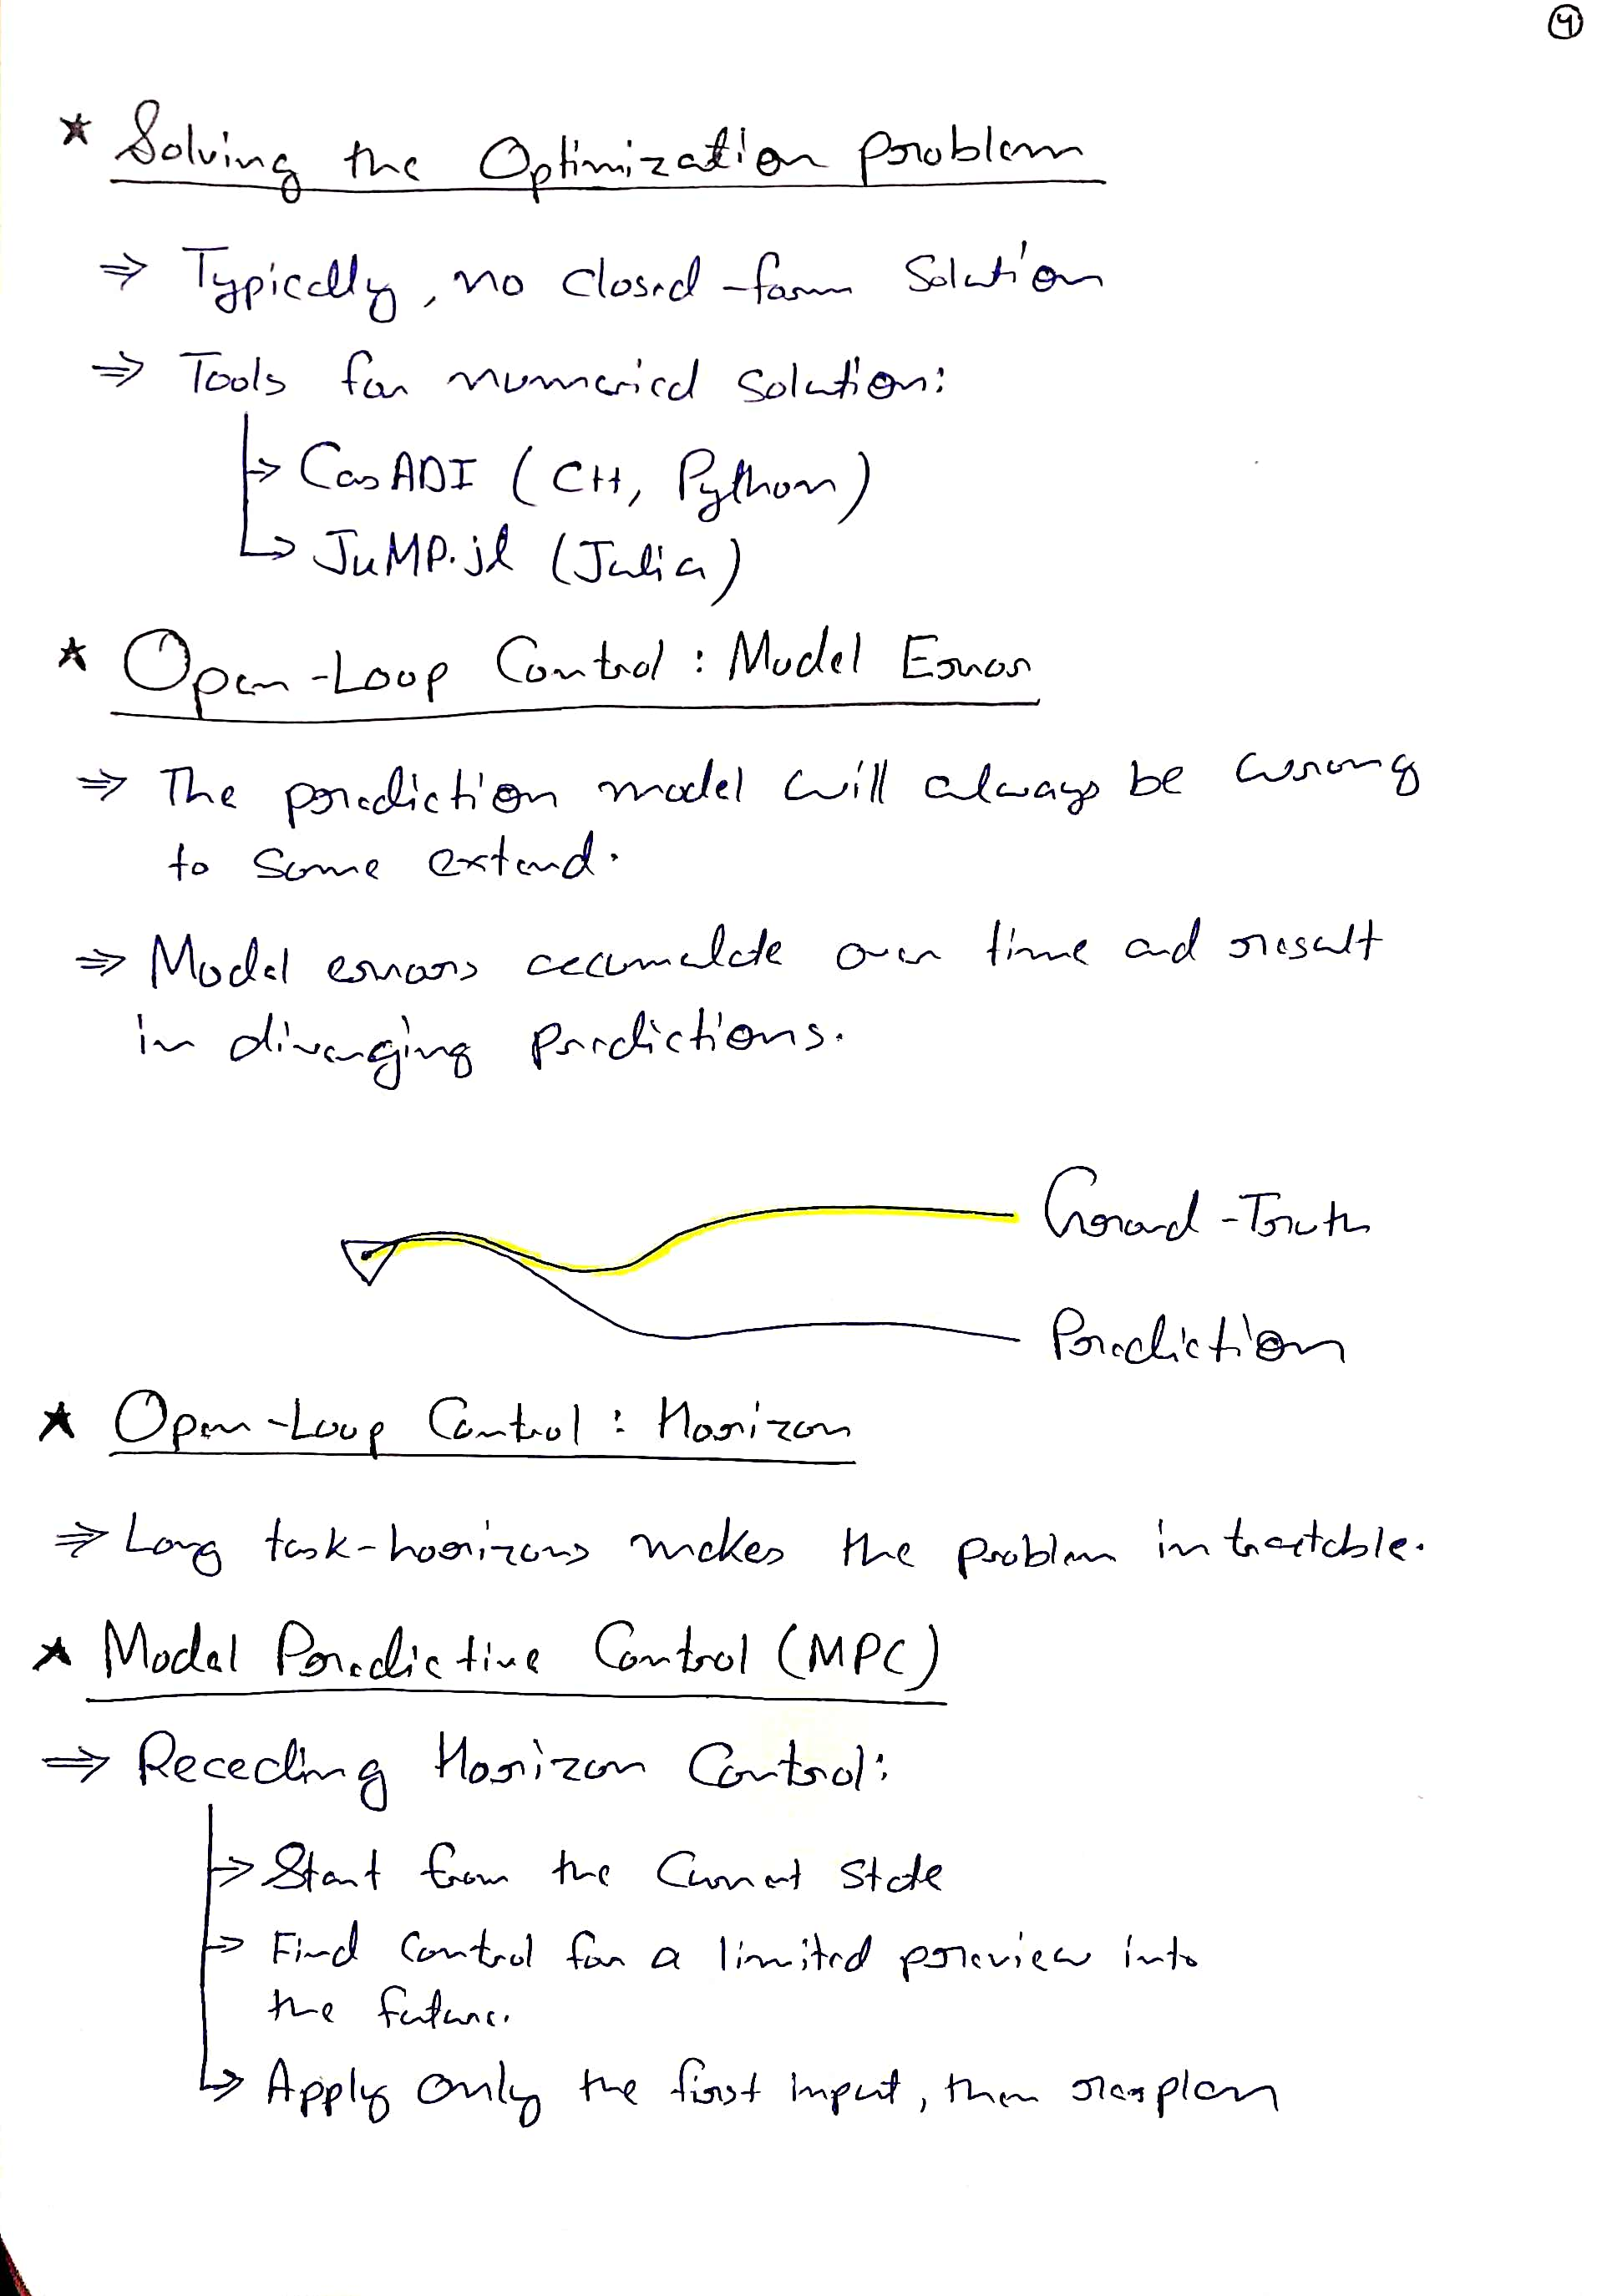 4
* Solving the Optimization problem
⇒ Typically, no closed-form Solution
⇒ Tools for numerical solution:
↳ CasADI (C++, Python)
↳ JuMP.jl (Julia)
* Open-Loop Control: Model Error
⇒ The prediction model will always be wrong
to some extend.
⇒ Model errors accumulate over time and result
in diverging predictions.
Ground-Truth
Prediction
* Open-Loop Control: Horizon
⇒ Long task-horizons makes the problem intractable.
* Model Predictive Control (MPC)
⇒ Receding Horizon Control:
↳ Start from the Current State
↳ Find Control for a limited preview into
the future.
↳ Apply only the first input, then replan